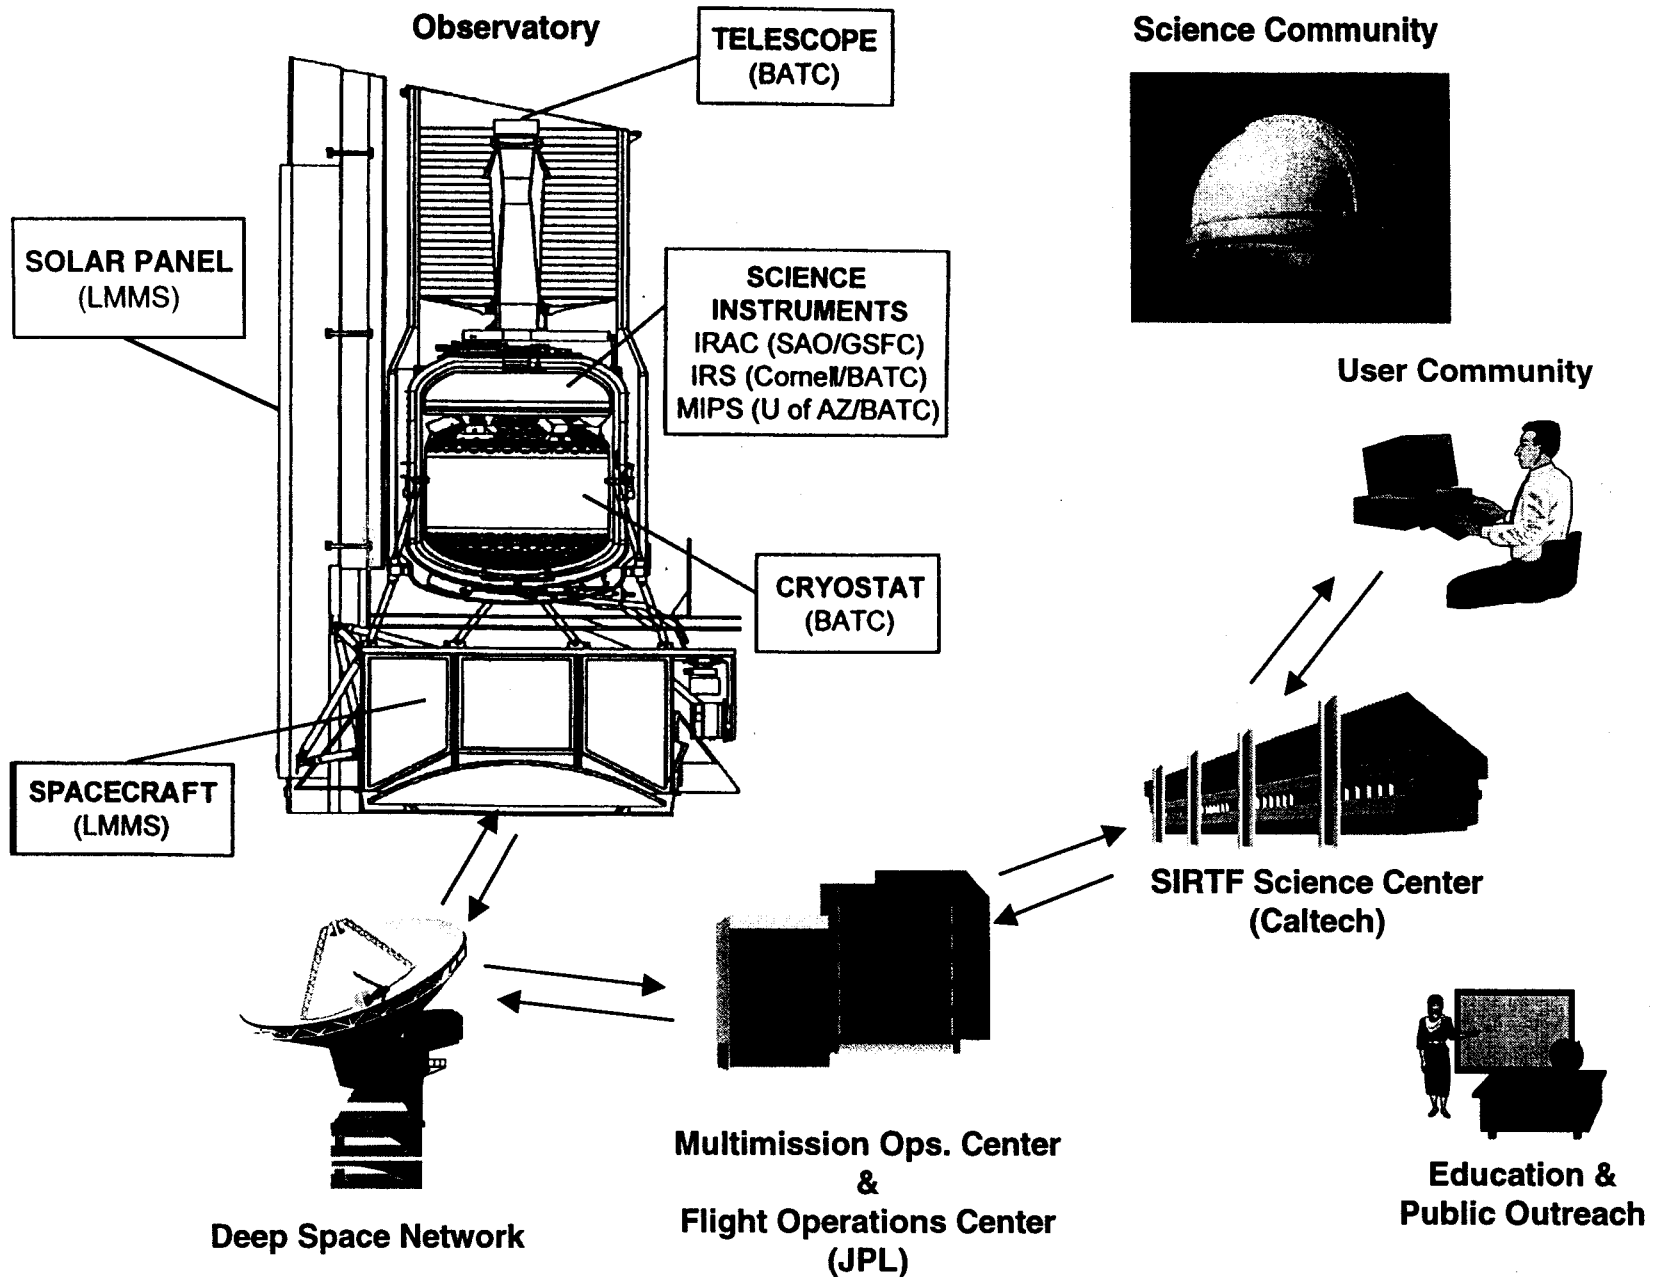 Observatory
TELESCOPE
(BATC)
Science Community
SOLAR PANEL
(LMMS)
SCIENCE
INSTRUMENTS
IRAC (SAO/GSFC)
IRS (Cornell/BATC)
MIPS (U of AZ/BATC)
User Community
CRYOSTAT
(BATC)
SPACECRAFT
(LMMS)
SIRTF Science Center
(Caltech)
Multimission Ops. Center
&
Flight Operations Center
(JPL)
Deep Space Network
Education &
Public Outreach